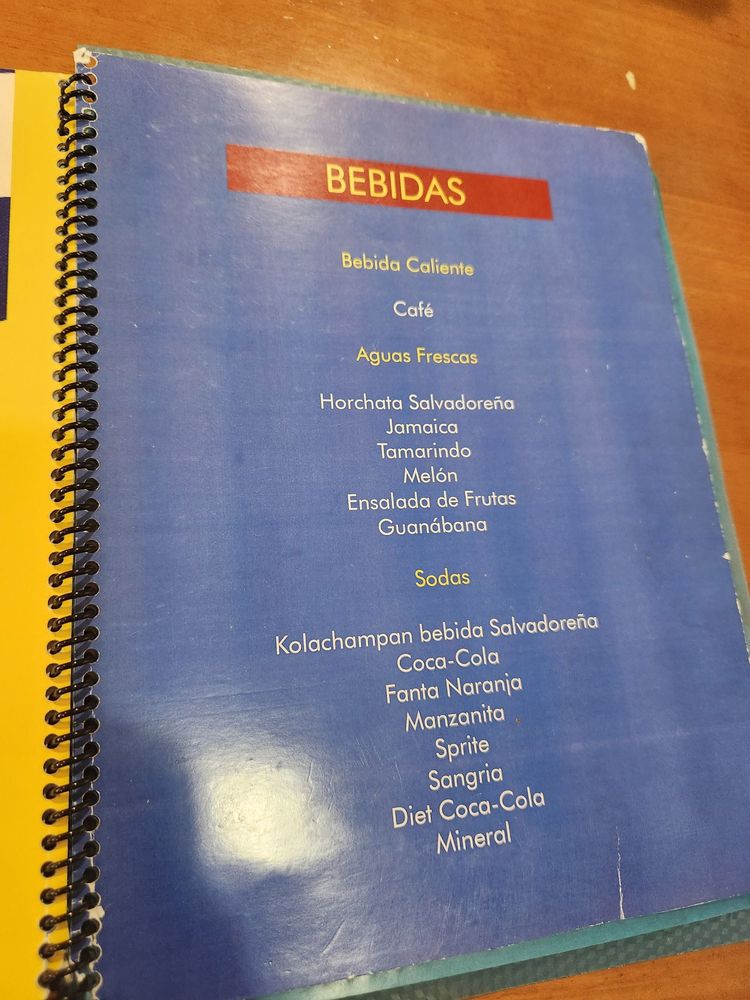 BEBIDAS
Bebida Caliente
Café
Aguas Frescas
Horchata Salvadoreña
Jamaica
Tamarindo
Melón
Ensalada de Frutas
Guanábana
Sodas
Kolachampan bebida Salvadoreña
Coca-Cola
Fanta Naranja
Manzanita
Sprite
Sangria
Diet Coca-Cola
Mineral